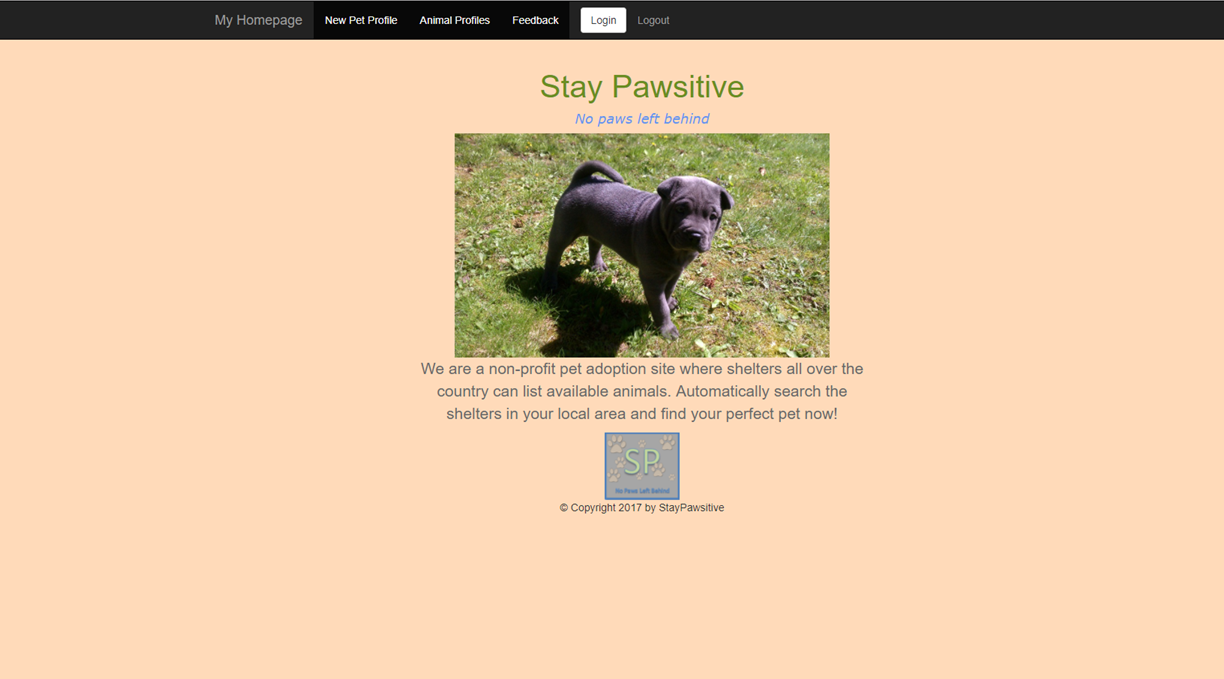 My Homepage New Pet Profile Animal Profiles Feedback Login Logout
Stay Pawsitive
No paws left behind
We are a non-profit pet adoption site where shelters all over the
country can list available animals. Automatically search the
shelters in your local area and find your perfect pet now!
SP
No Paws Left Behind
© Copyright 2017 by StayPawsitive